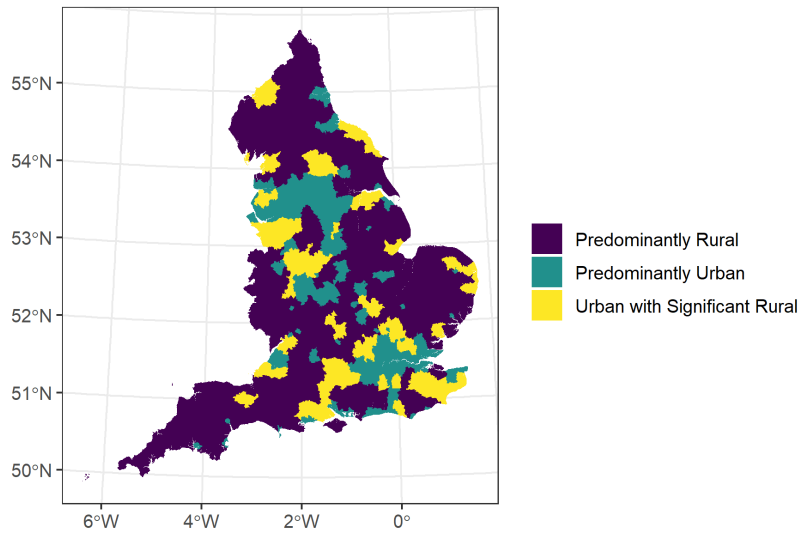 55°N
54°N
53°N
52°N
51°N
50°N
6°W 4°W 2°W 0°
Predominantly Rural
Predominantly Urban
Urban with Significant Rural